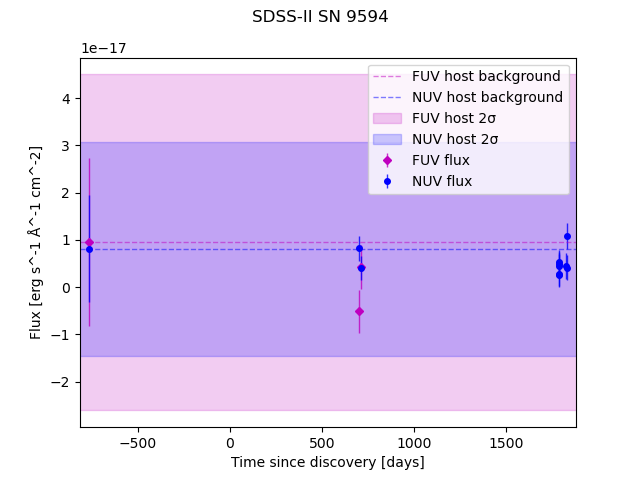 SDSS-II SN 9594
1e−17
FUV host background
NUV host background
FUV host 2σ
NUV host 2σ
FUV flux
NUV flux
4
3
2
1
0
−1
−2
Flux [erg s^-1 Å^-1 cm^-2]
−500
0
500
1000
1500
Time since discovery [days]